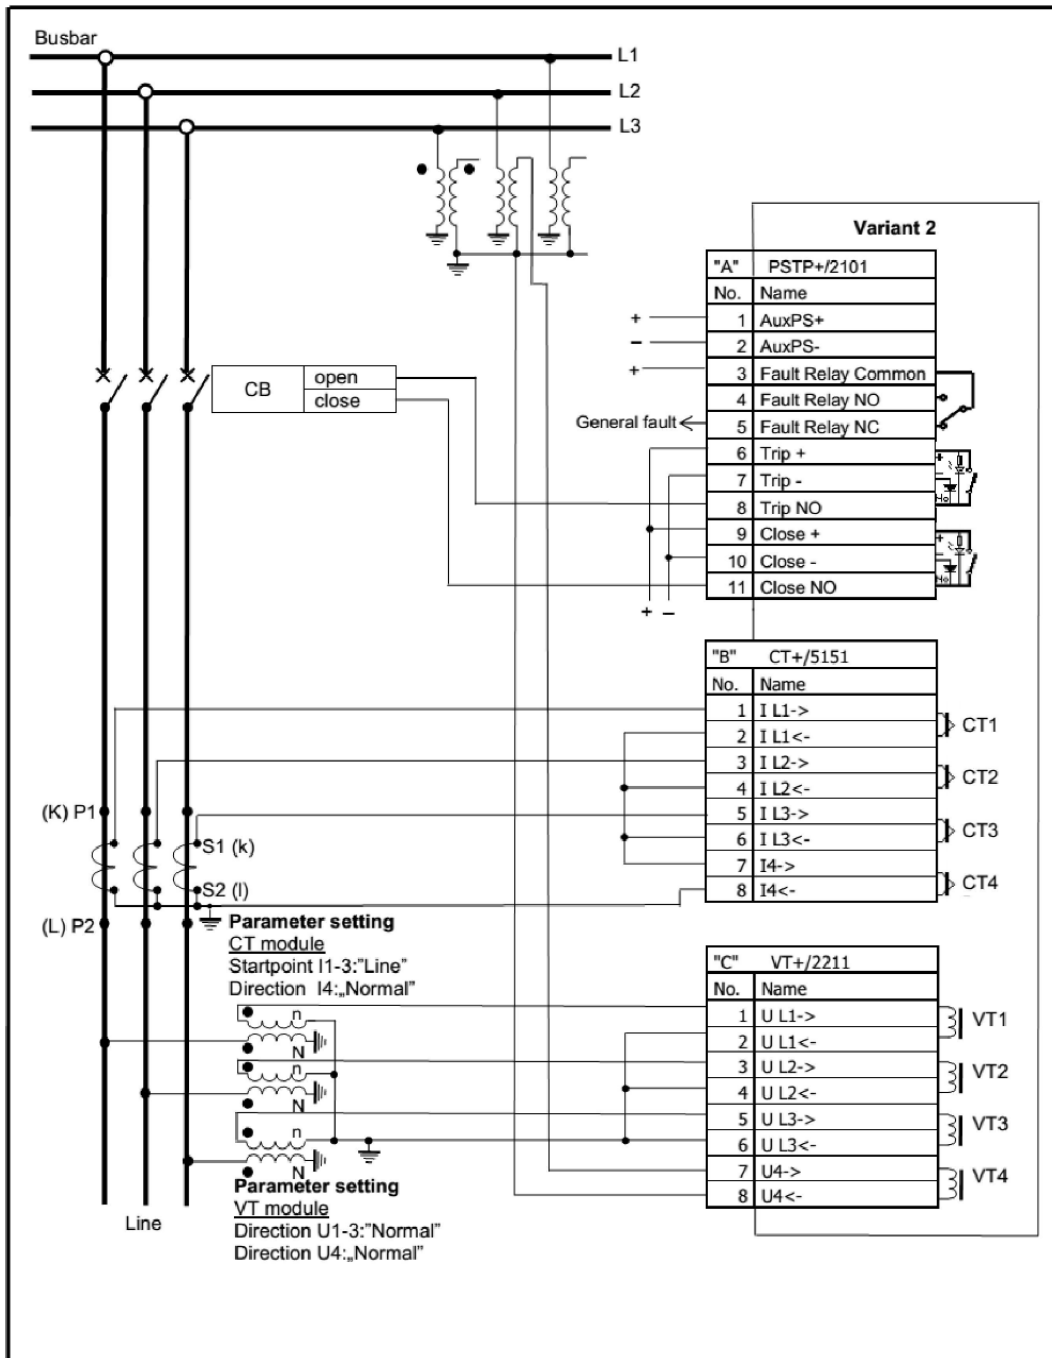 Busbar
L1
L2
L3
Variant 2
"A" PSTP+/2101
No. Name
+ 1 AuxPS+
− 2 AuxPS-
+ 3 Fault Relay Common
4 Fault Relay NO
General fault 5 Fault Relay NC
6 Trip +
7 Trip -
8 Trip NO
9 Close +
10 Close -
11 Close NO
+ −
CB open
close
"B" CT+/5151
No. Name
1 I L1->
2 I L1<-
3 I L2->
4 I L2<-
5 I L3->
6 I L3<-
7 I4->
8 I4<-
CT1
CT2
CT3
CT4
(K) P1
S1 (k)
S2 (l)
(L) P2
Parameter setting
CT module
Startpoint I1-3:"Line"
Direction I4:„Normal"
"C" VT+/2211
No. Name
1 U L1->
2 U L1<-
3 U L2->
4 U L2<-
5 U L3->
6 U L3<-
7 U4->
8 U4<-
VT1
VT2
VT3
VT4
n
N
n
N
n
N
Parameter setting
VT module
Direction U1-3:"Normal"
Direction U4:„Normal"
Line